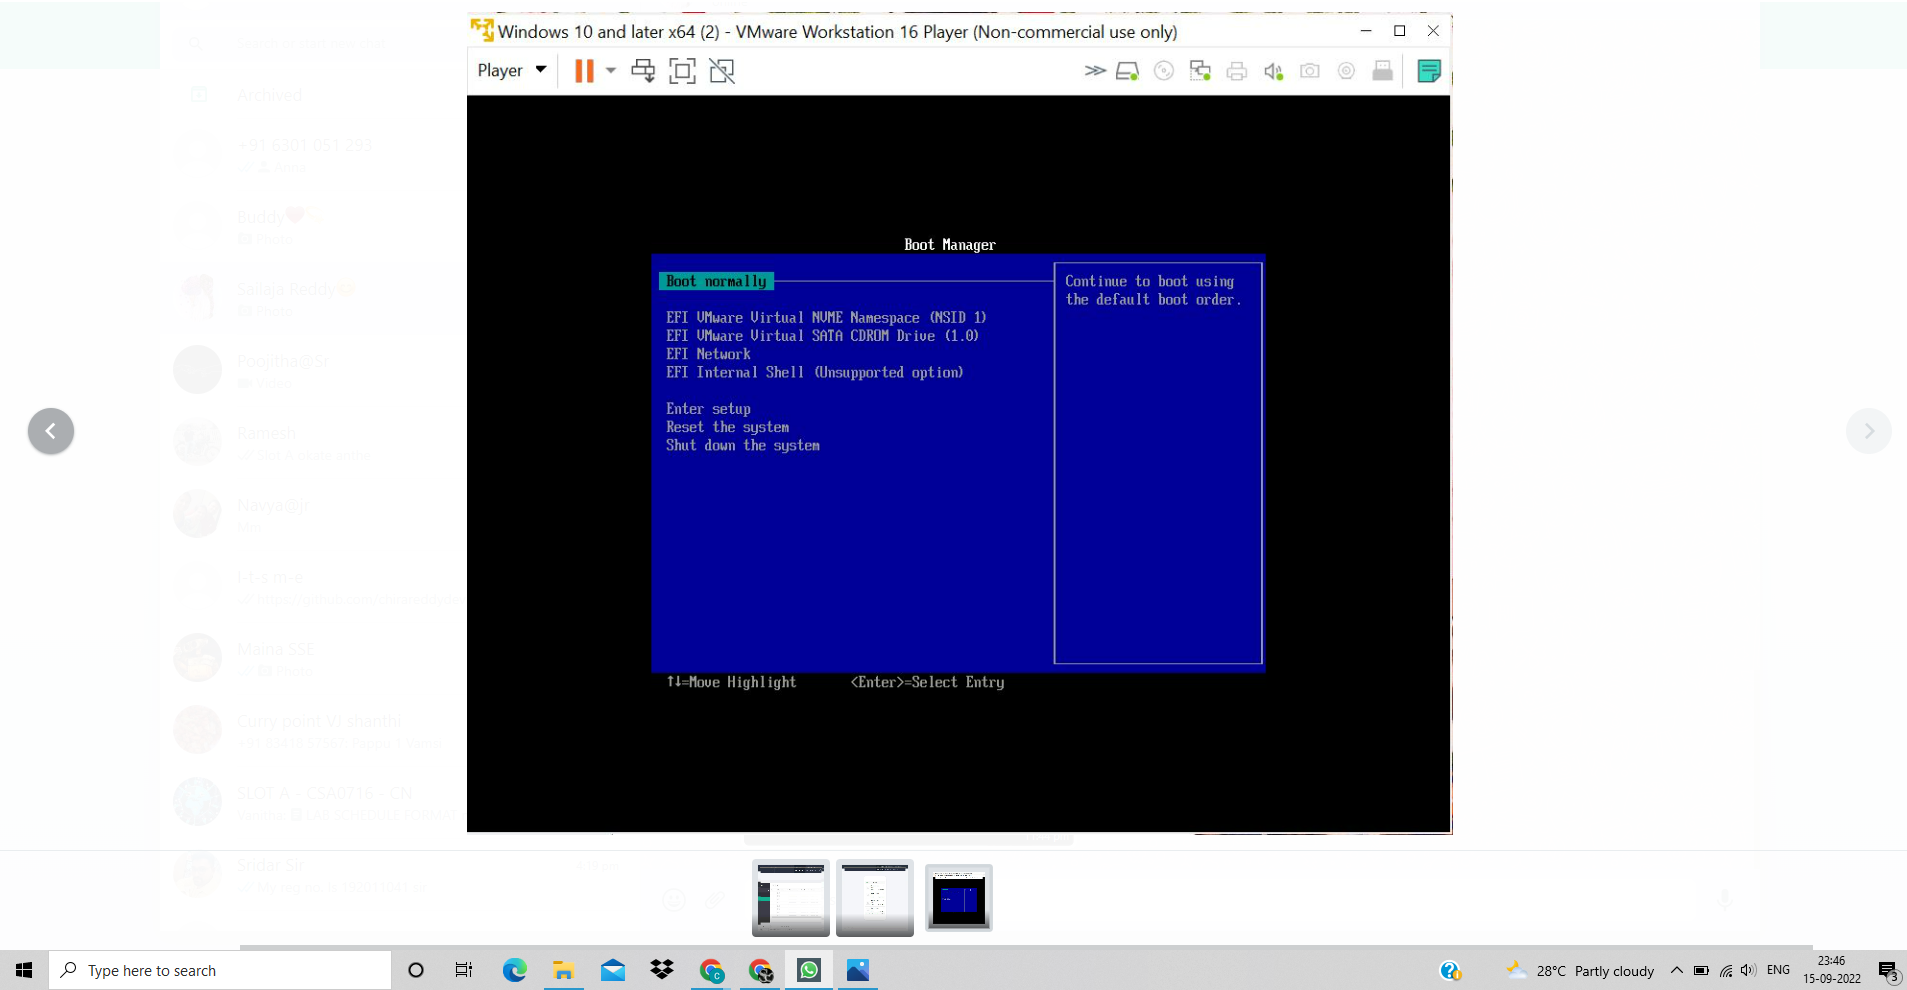 Windows 10 and later x64 (2) - VMware Workstation 16 Player (Non-commercial use only)
Player
Archived
+91 6301 051 293
Buddy
Photo
Sailaja Reddy
Photo
Poojitha@Sr
Video
Ramesh
Navya@jr
Maina SSE
Photo
Curry point VJ shanthi
SLOT A - CSA0716 - CN
Sridar Sir
Boot Manager
Boot normally
EFI VMware Virtual NVME Namespace (NSID 1)
EFI VMware Virtual SATA CDROM Drive (1.0)
EFI Network
EFI Internal Shell (Unsupported option)
Enter setup
Reset the system
Shut down the system
Continue to boot using
the default boot order.
↑↓=Move Highlight <Enter>=Select Entry
Type here to search
28°C Partly cloudy
ENG
23:46
15-09-2022
3